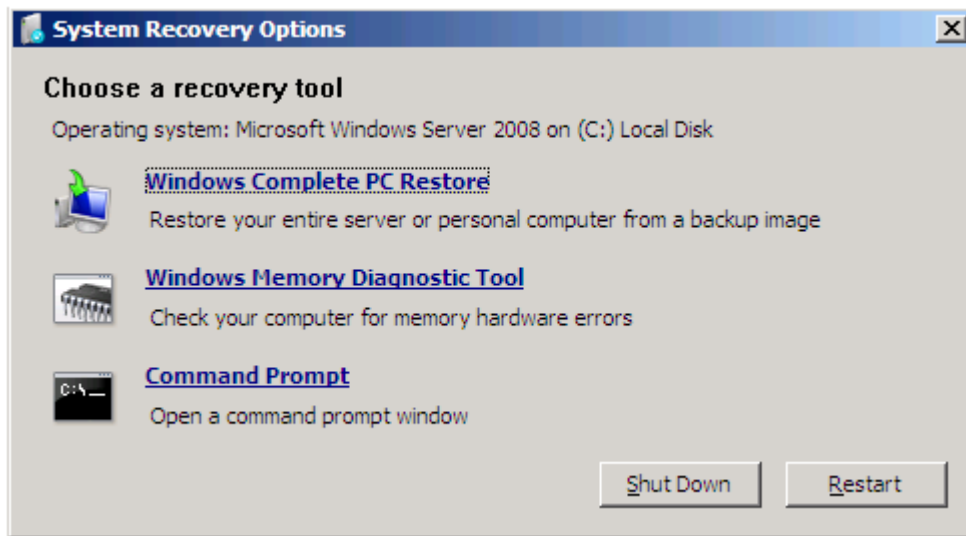 System Recovery Options
Choose a recovery tool
Operating system: Microsoft Windows Server 2008 on (C:) Local Disk
Windows Complete PC Restore
Restore your entire server or personal computer from a backup image
Windows Memory Diagnostic Tool
Check your computer for memory hardware errors
C:\_
Command Prompt
Open a command prompt window
Shut Down
Restart